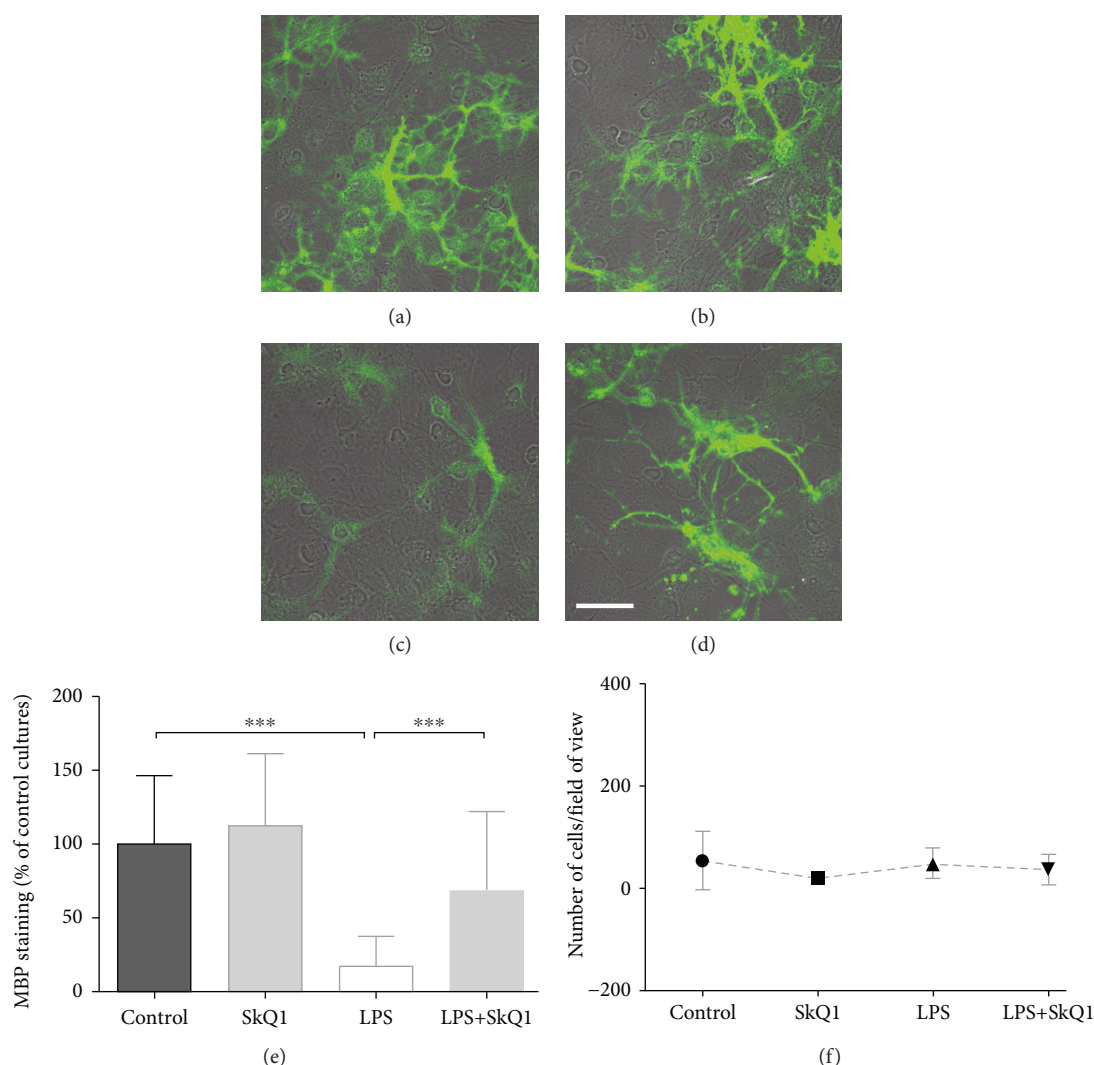 (a)
(b)
(c)
(d)
MBP staining (% of control cultures)
200
150
100
50
0
***
***
Control
SkQ1
LPS
LPS+SkQ1
(e)
Number of cells/field of view
400
200
0
−200
Control
SkQ1
LPS
LPS+SkQ1
(f)